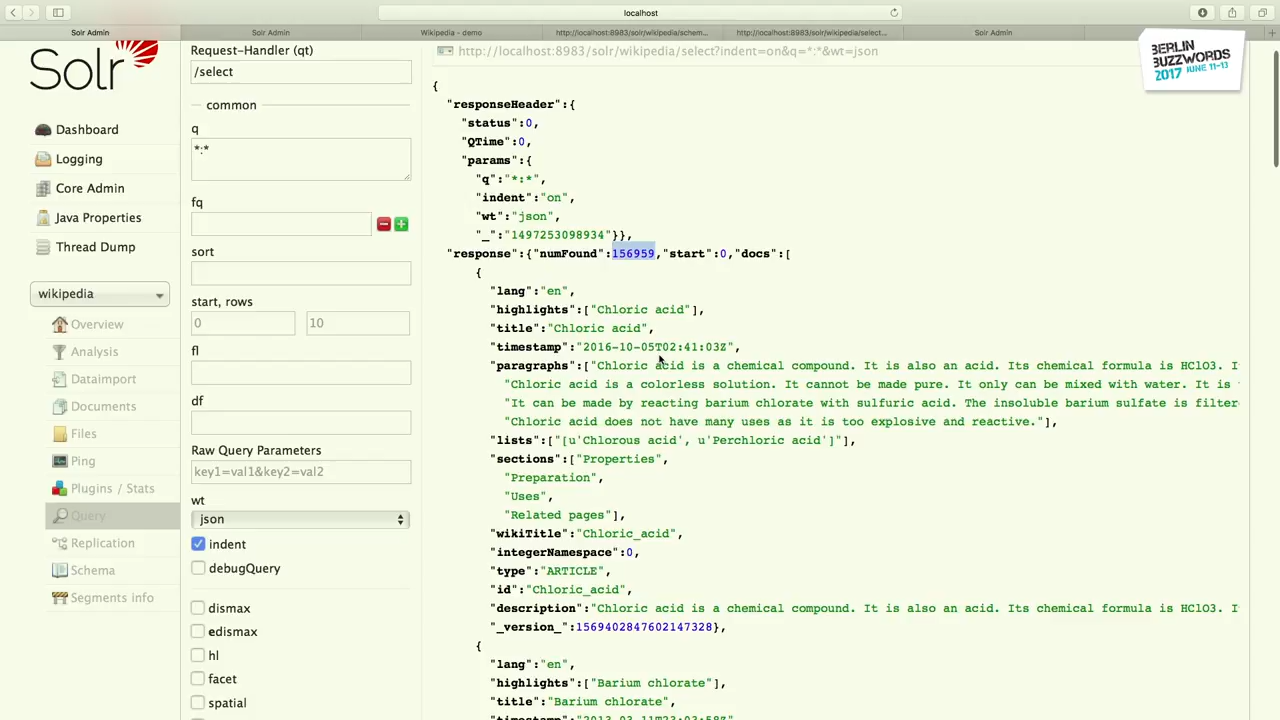 localhost
Solr Admin
Solr Admin
Wikipedia - demo
http://localhost:8983/solr/wikipedia/schem...
http://localhost:8983/solr/wikipedia/select...
Solr Admin
BERLIN
BUZZWORDS
2017 JUNE 11-13
Solr
Dashboard
Logging
Core Admin
Java Properties
Thread Dump
wikipedia
Overview
Analysis
Dataimport
Documents
Files
Ping
Plugins / Stats
Query
Replication
Schema
Segments info
Request-Handler (qt)
/select
common
q
*:*
fq
sort
start, rows
0
10
fl
df
Raw Query Parameters
key1=val1&key2=val2
wt
json
indent
debugQuery
dismax
edismax
hl
facet
spatial
http://localhost:8983/solr/wikipedia/select?indent=on&q=*:*&wt=json
{
"responseHeader":{
"status":0,
"QTime":0,
"params":{
"q":"*:*",
"indent":"on",
"wt":"json",
"_":"1497253098934"}},
"response":{"numFound":156959,"start":0,"docs":[
{
"lang":"en",
"highlights":["Chloric acid"],
"title":"Chloric acid",
"timestamp":"2016-10-05T02:41:03Z",
"paragraphs":["Chloric acid is a chemical compound. It is also an acid. Its chemical formula is HClO3. I
"Chloric acid is a colorless solution. It cannot be made pure. It only can be mixed with water. It is
"It can be made by reacting barium chlorate with sulfuric acid. The insoluble barium sulfate is filter
"Chloric acid does not have many uses as it is too explosive and reactive."],
"lists":["[u'Chlorous acid', u'Perchloric acid']"],
"sections":["Properties",
"Preparation",
"Uses",
"Related pages"],
"wikiTitle":"Chloric_acid",
"integerNamespace":0,
"type":"ARTICLE",
"id":"Chloric_acid",
"description":"Chloric acid is a chemical compound. It is also an acid. Its chemical formula is HClO3. I
"_version_":1569402847602147328},
{
"lang":"en",
"highlights":["Barium chlorate"],
"title":"Barium chlorate",